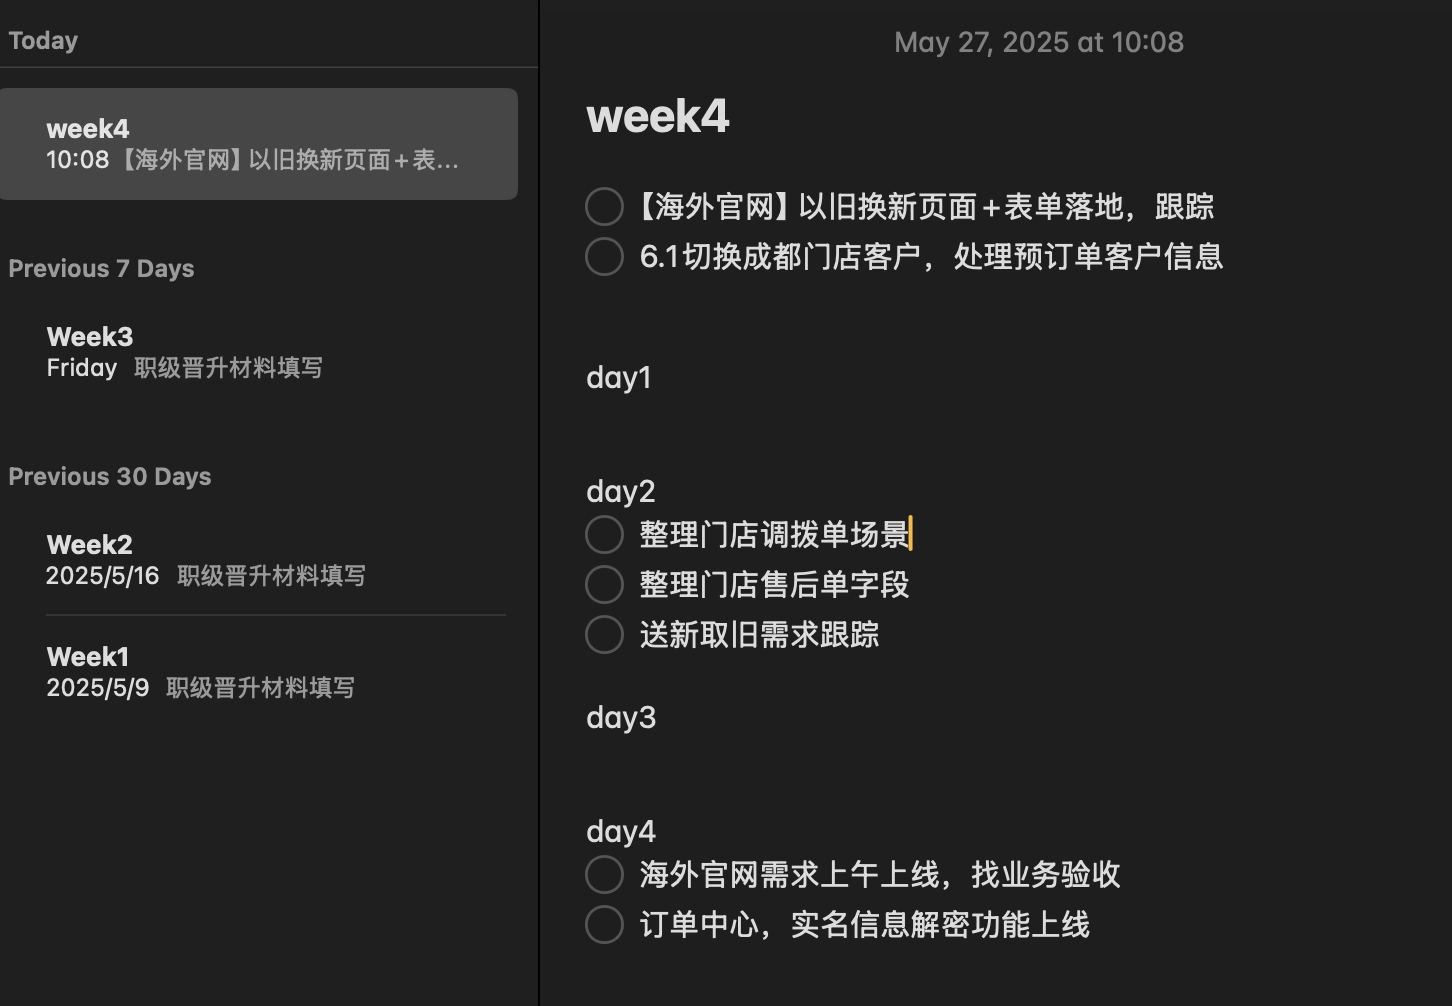 Today
week4
10:08 【海外官网】以旧换新页面+表...
Previous 7 Days
Week3
Friday 职级晋升材料填写
Previous 30 Days
Week2
2025/5/16 职级晋升材料填写
Week1
2025/5/9 职级晋升材料填写
May 27, 2025 at 10:08
week4
【海外官网】以旧换新页面+表单落地，跟踪
6.1切换成都门店客户，处理预订单客户信息
day1
day2
整理门店调拨单场景
整理门店售后单字段
送新取旧需求跟踪
day3
day4
海外官网需求上午上线，找业务验收
订单中心，实名信息解密功能上线